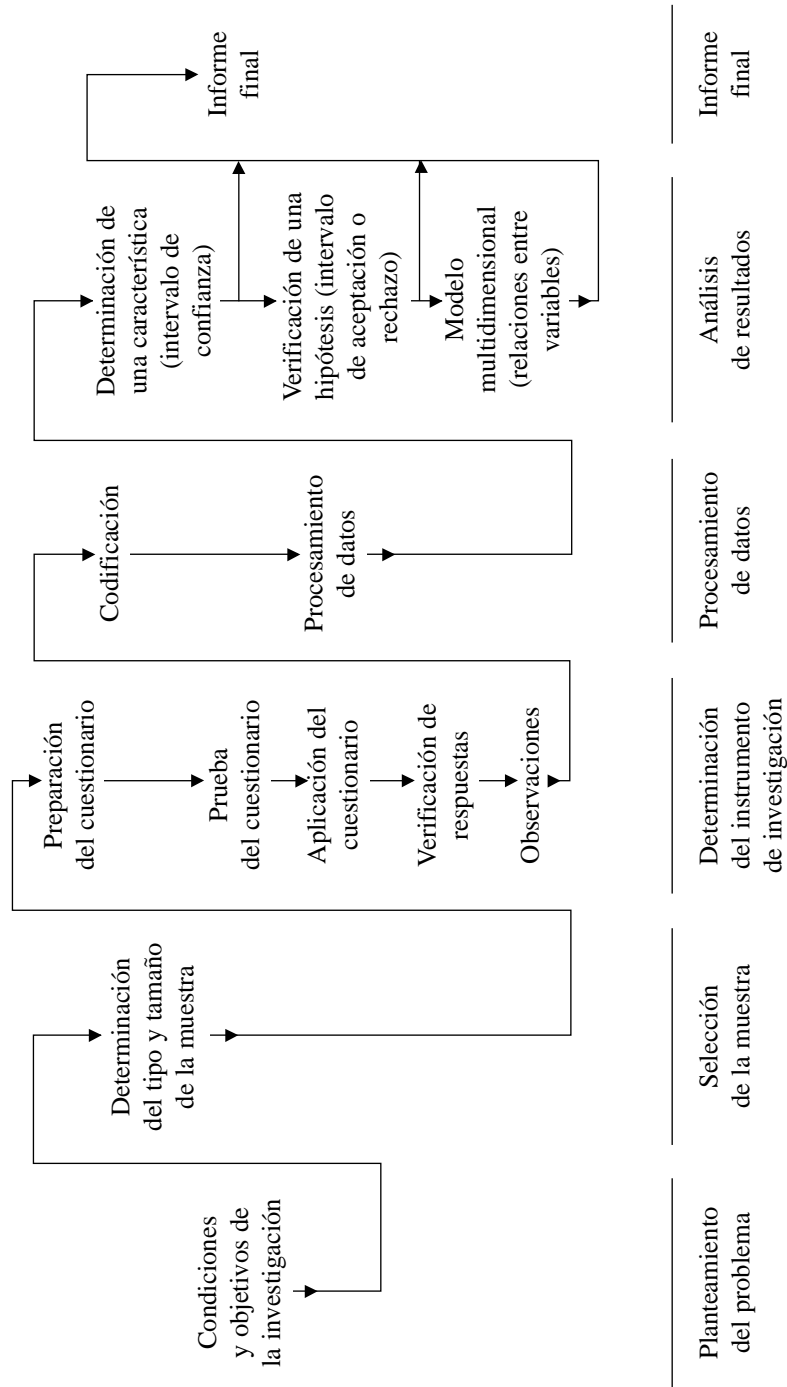 Condiciones
y objetivos de
la investigación
Determinación
del tipo y tamaño
de la muestra
Preparación
del cuestionario
Prueba
del cuestionario
Aplicación del
cuestionario
Verificación de
respuestas
Observaciones
Codificación
Procesamiento
de datos
Determinación de
una característica
(intervalo de
confianza)
Verificación de una
hipótesis (intervalo
de aceptación o
rechazo)
Modelo
multidimensional
(relaciones entre
variables)
Informe
final
Planteamiento
del problema
Selección
de la muestra
Determinación
del instrumento
de investigación
Procesamiento
de datos
Análisis
de resultados
Informe
final